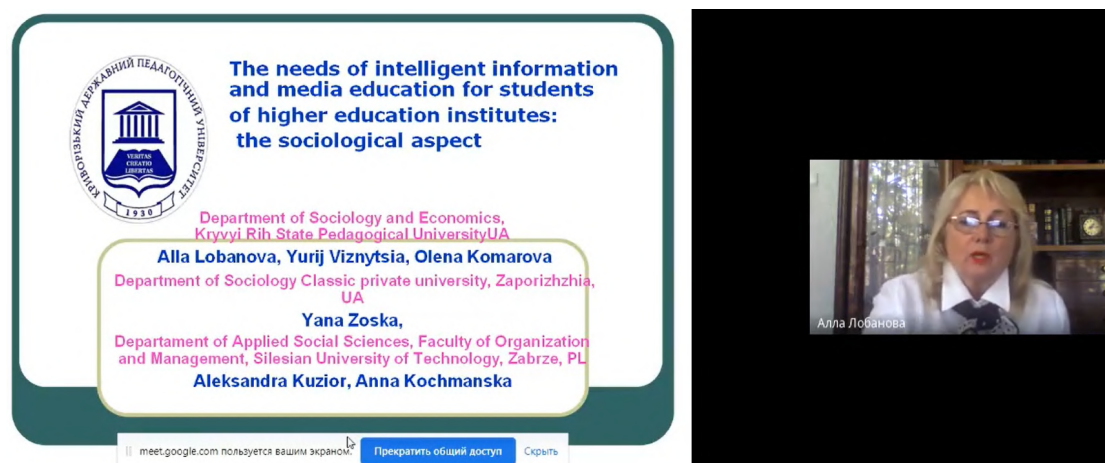 The needs of intelligent information
and media education for students
of higher education institutes:
the sociological aspect
КРИВОРІЗЬКИЙ ДЕРЖАВНИЙ ПЕДАГОГІЧНИЙ УНІВЕРСИТЕТ
VERITAS
CREATIO
LIBERTAS
1930
Department of Sociology and Economics,
Kryvyi Rih State Pedagogical UniversityUA
Alla Lobanova, Yurij Viznytsia, Olena Komarova
Department of Sociology Classic private university, Zaporizhzhia,
UA
Yana Zoska,
Departament of Applied Social Sciences, Faculty of Organization
and Management, Silesian University of Technology, Zabrze, PL
Aleksandra Kuzior, Anna Kochmanska
meet.google.com пользуется вашим экраном.
Прекратить общий доступ
Скрыть
Алла Лобанова